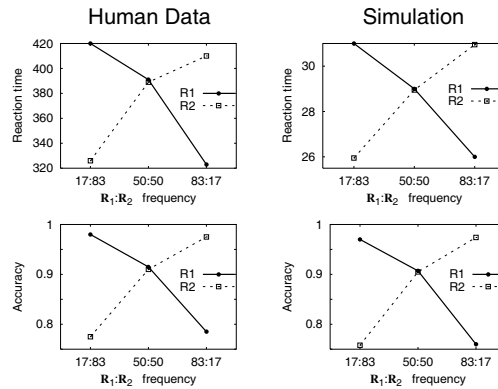 Human Data
Simulation
420
400
380
360
340
320
Reaction time
R1
R2
17:83 50:50 83:17
R₁:R₂ frequency
30
28
26
Reaction time
R1
R2
17:83 50:50 83:17
R₁:R₂ frequency
1
0.9
0.8
Accuracy
R1
R2
17:83 50:50 83:17
R₁:R₂ frequency
1
0.9
0.8
Accuracy
R1
R2
17:83 50:50 83:17
R₁:R₂ frequency